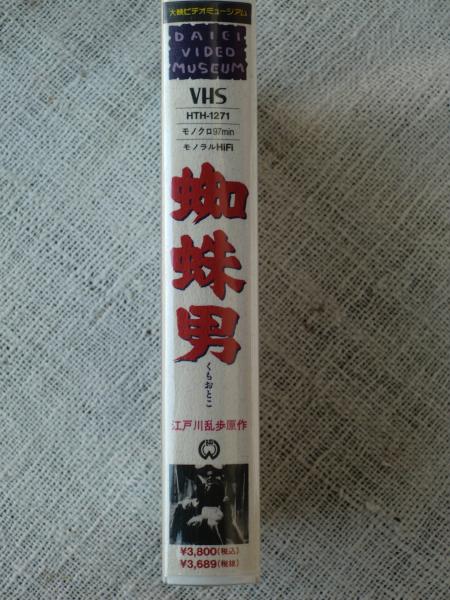 大映ビデオミュージアム
DAIEI
VIDEO
MUSEUM
VHS
HTH-1271
モノクロ97min
モノラルHiFi
蜘蛛男
くもおとこ
江戸川乱歩原作
¥3,800(税込)
¥3,689(税抜)